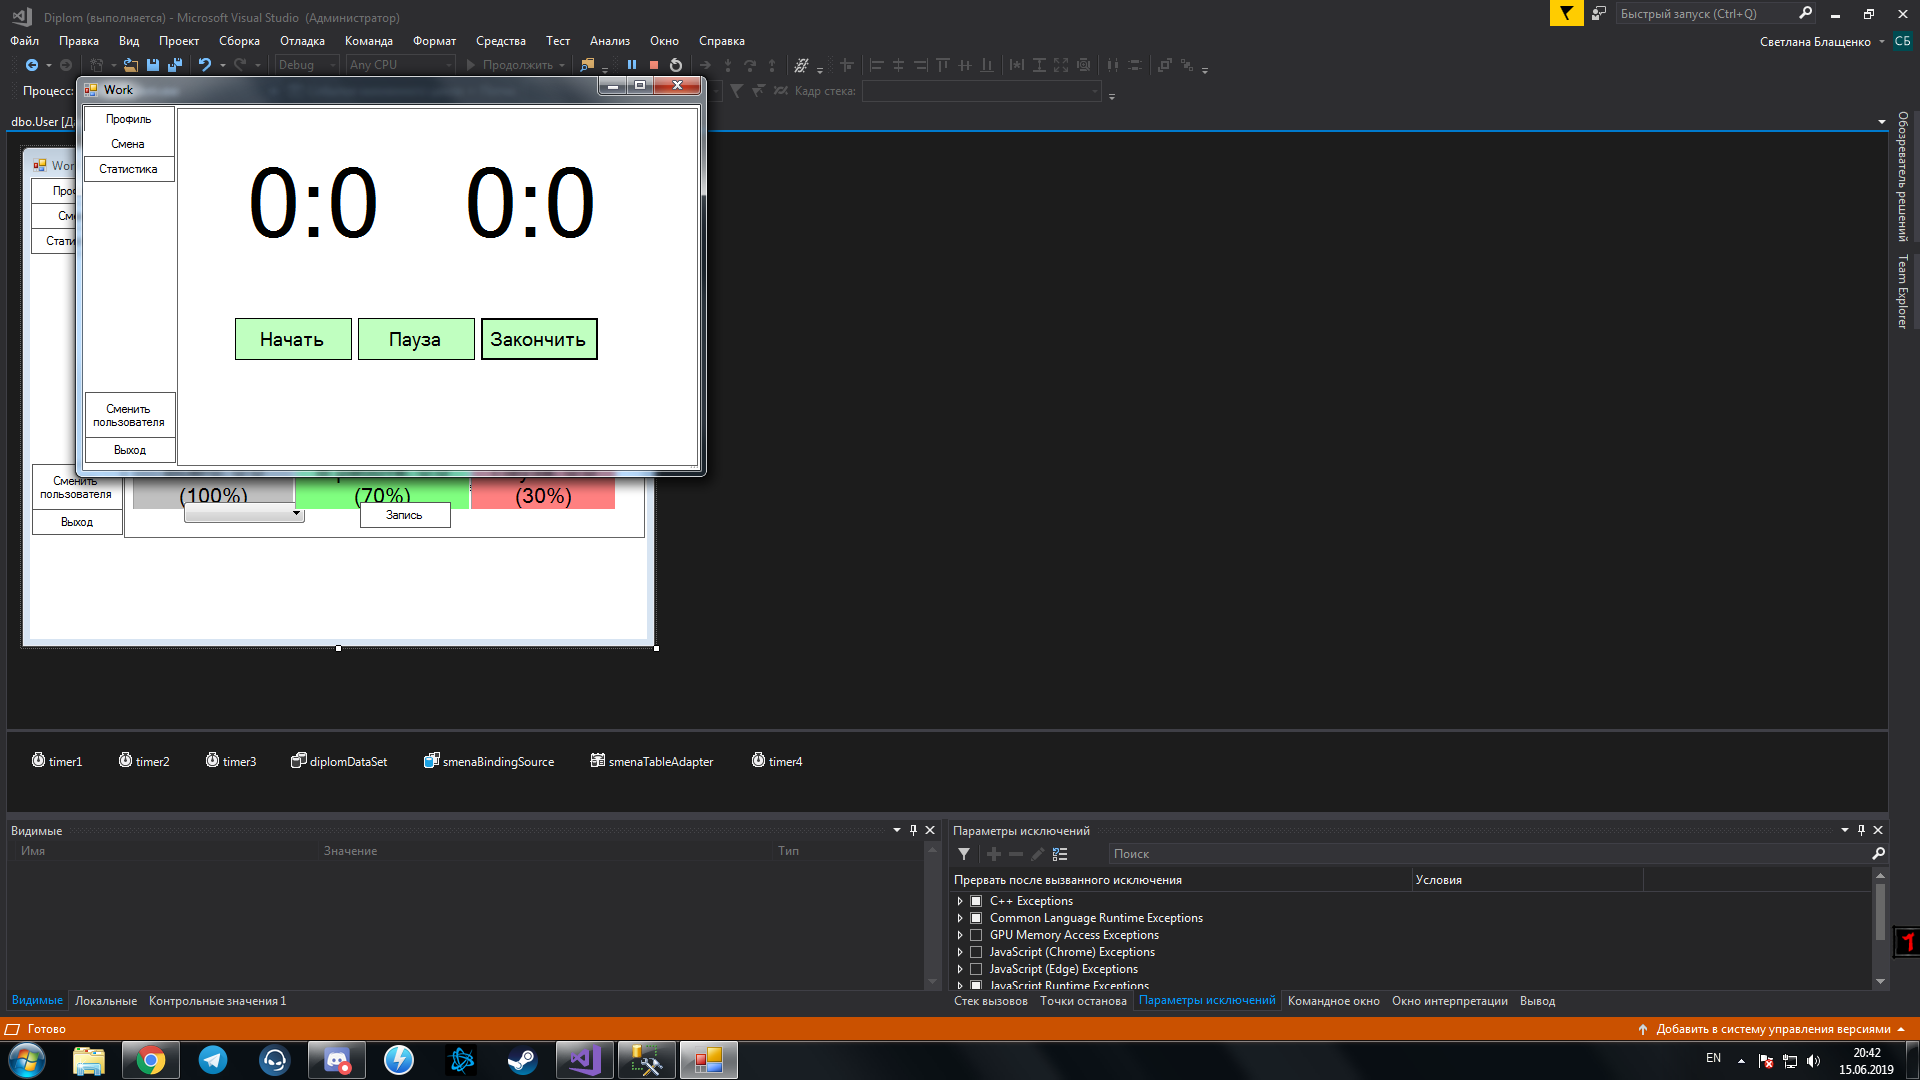 Diplom (выполняется) - Microsoft Visual Studio (Администратор)
Быстрый запуск (Ctrl+Q)
Файл Правка Вид Проект Сборка Отладка Команда Формат Средства Тест Анализ Окно Справка
Светлана Блащенко СБ
Debug Any CPU Продолжить
Процесс:
Кадр стека:
dbo.User [Д
Work
Профиль
Смена
Статистика
0:0 0:0
Начать Пауза Закончить
Сменить
пользователя
Выход
Wor
Проф
Сме
Стати
Сменить
пользователя
Выход
(100%) (70%) (30%)
Запись
Обозреватель решений
Team Explorer
timer1 timer2 timer3 diplomDataSet smenaBindingSource smenaTableAdapter timer4
Видимые
Имя Значение Тип
Видимые Локальные Контрольные значения 1
Параметры исключений
Поиск
Прервать после вызванного исключения Условия
C++ Exceptions
Common Language Runtime Exceptions
GPU Memory Access Exceptions
JavaScript (Chrome) Exceptions
JavaScript (Edge) Exceptions
JavaScript Runtime Exceptions
Стек вызовов Точки останова Параметры исключений Командное окно Окно интерпретации Вывод
Готово
Добавить в систему управления версиями
EN
20:42
15.06.2019